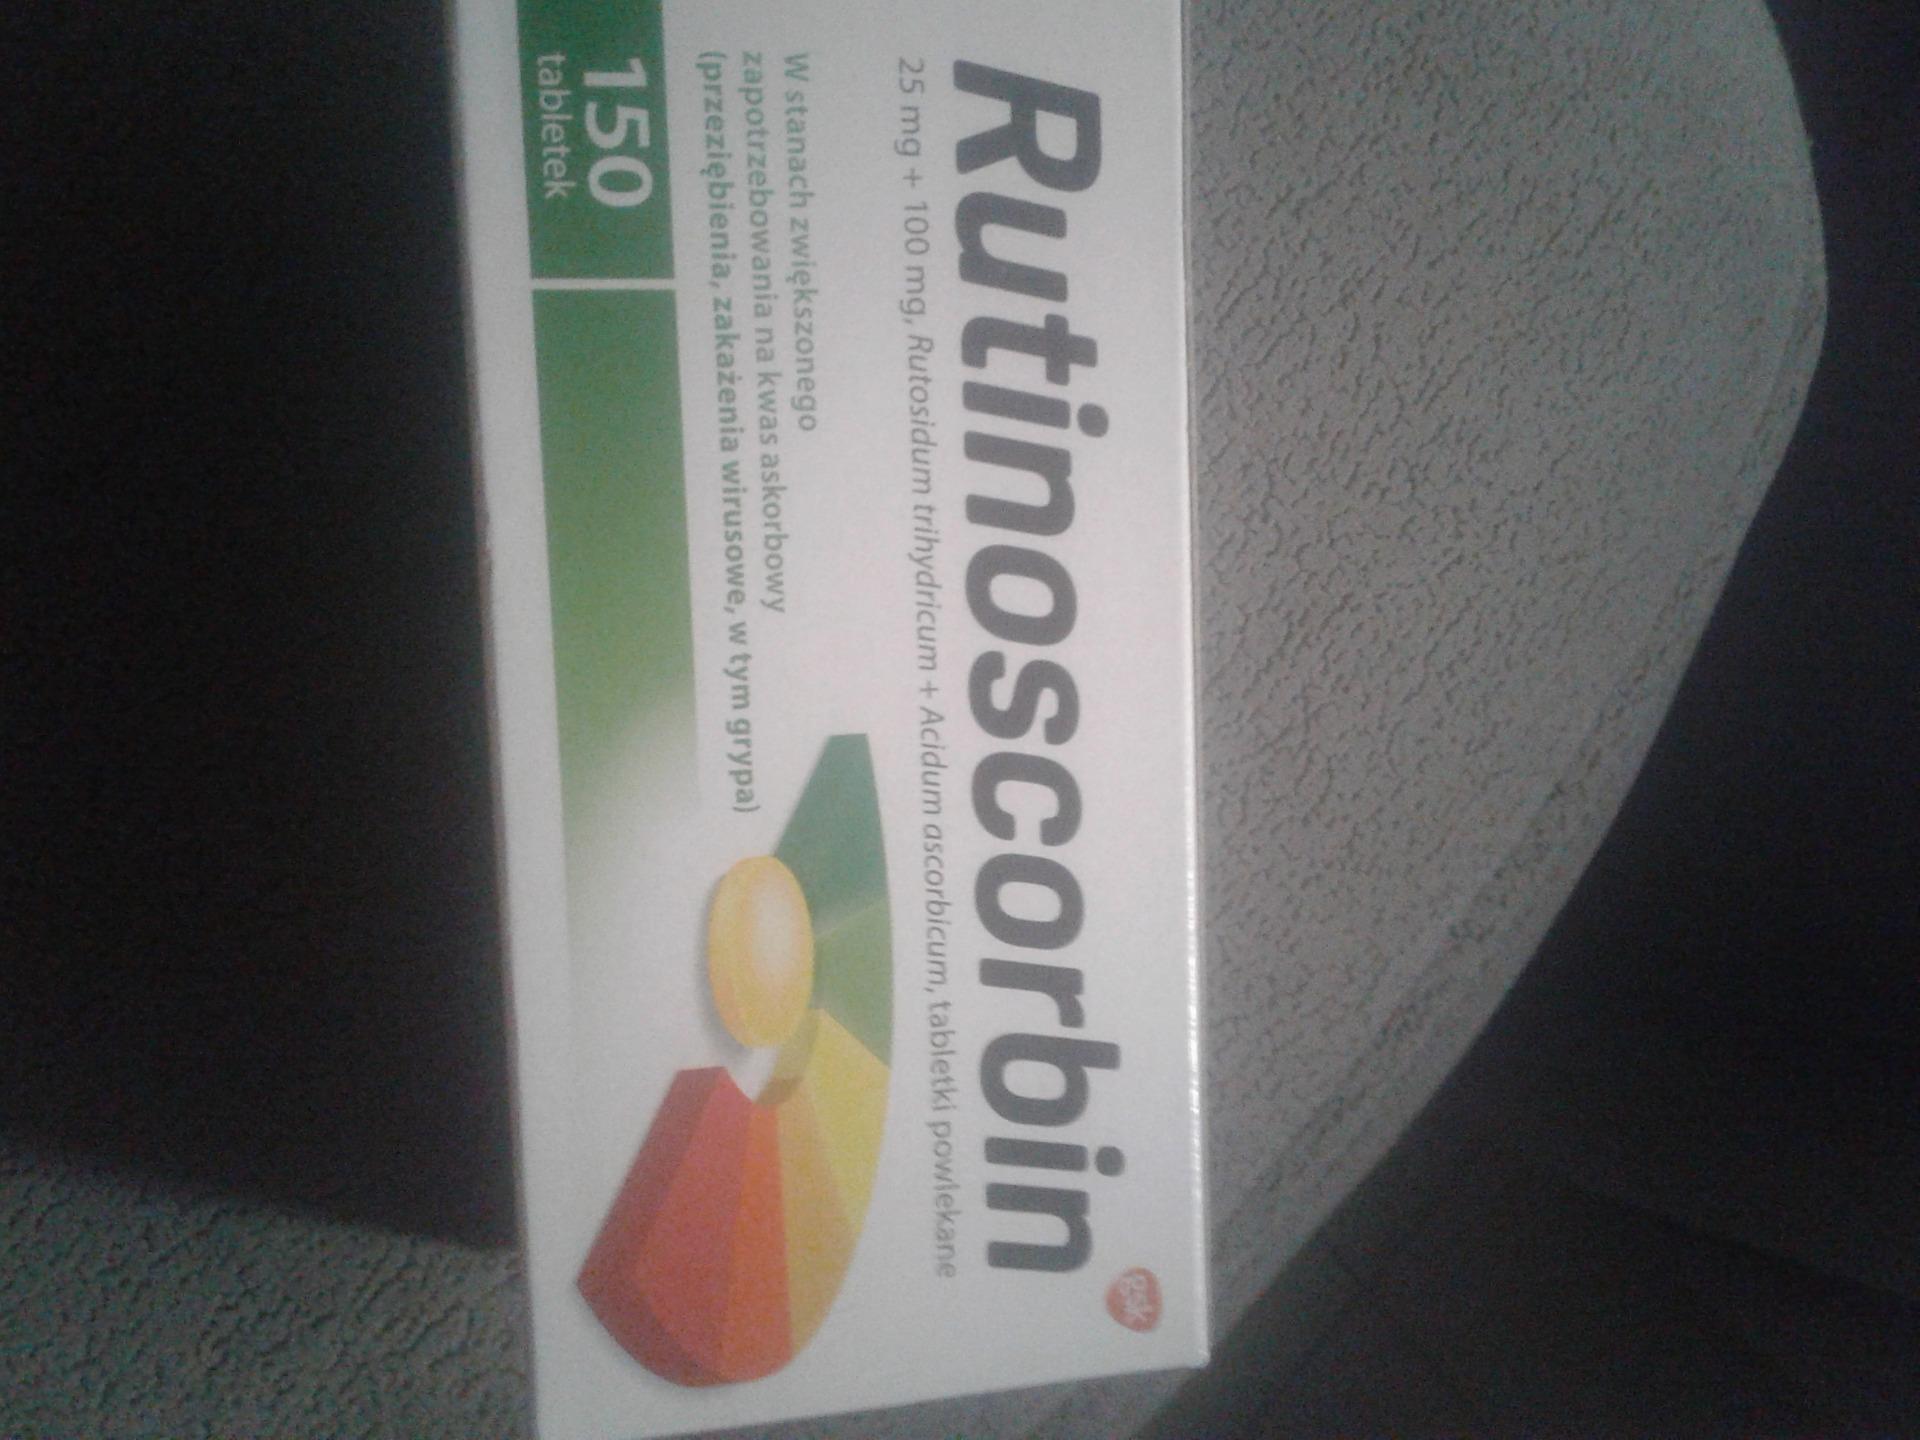 gsk
Rutinoscorbin
25 mg + 100 mg, Rutosidum trihydricum + Acidum ascorbicum, tabletki powlekane
W stanach zwiększonego
zapotrzebowania na kwas askorbowy
(przeziębienia, zakażenia wirusowe, w tym grypa)
150
tabletek